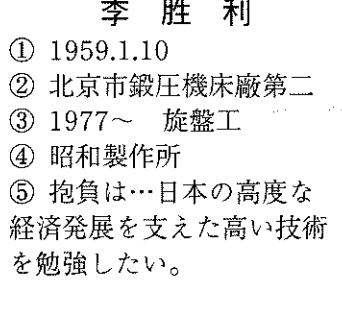 李 胜 利
① 1959.1.10
② 北京市鍛圧機床廠第二
③ 1977~ 旋盤工
④ 昭和製作所
⑤ 抱負は…日本の高度な
経済発展を支えた高い技術
を勉強したい。